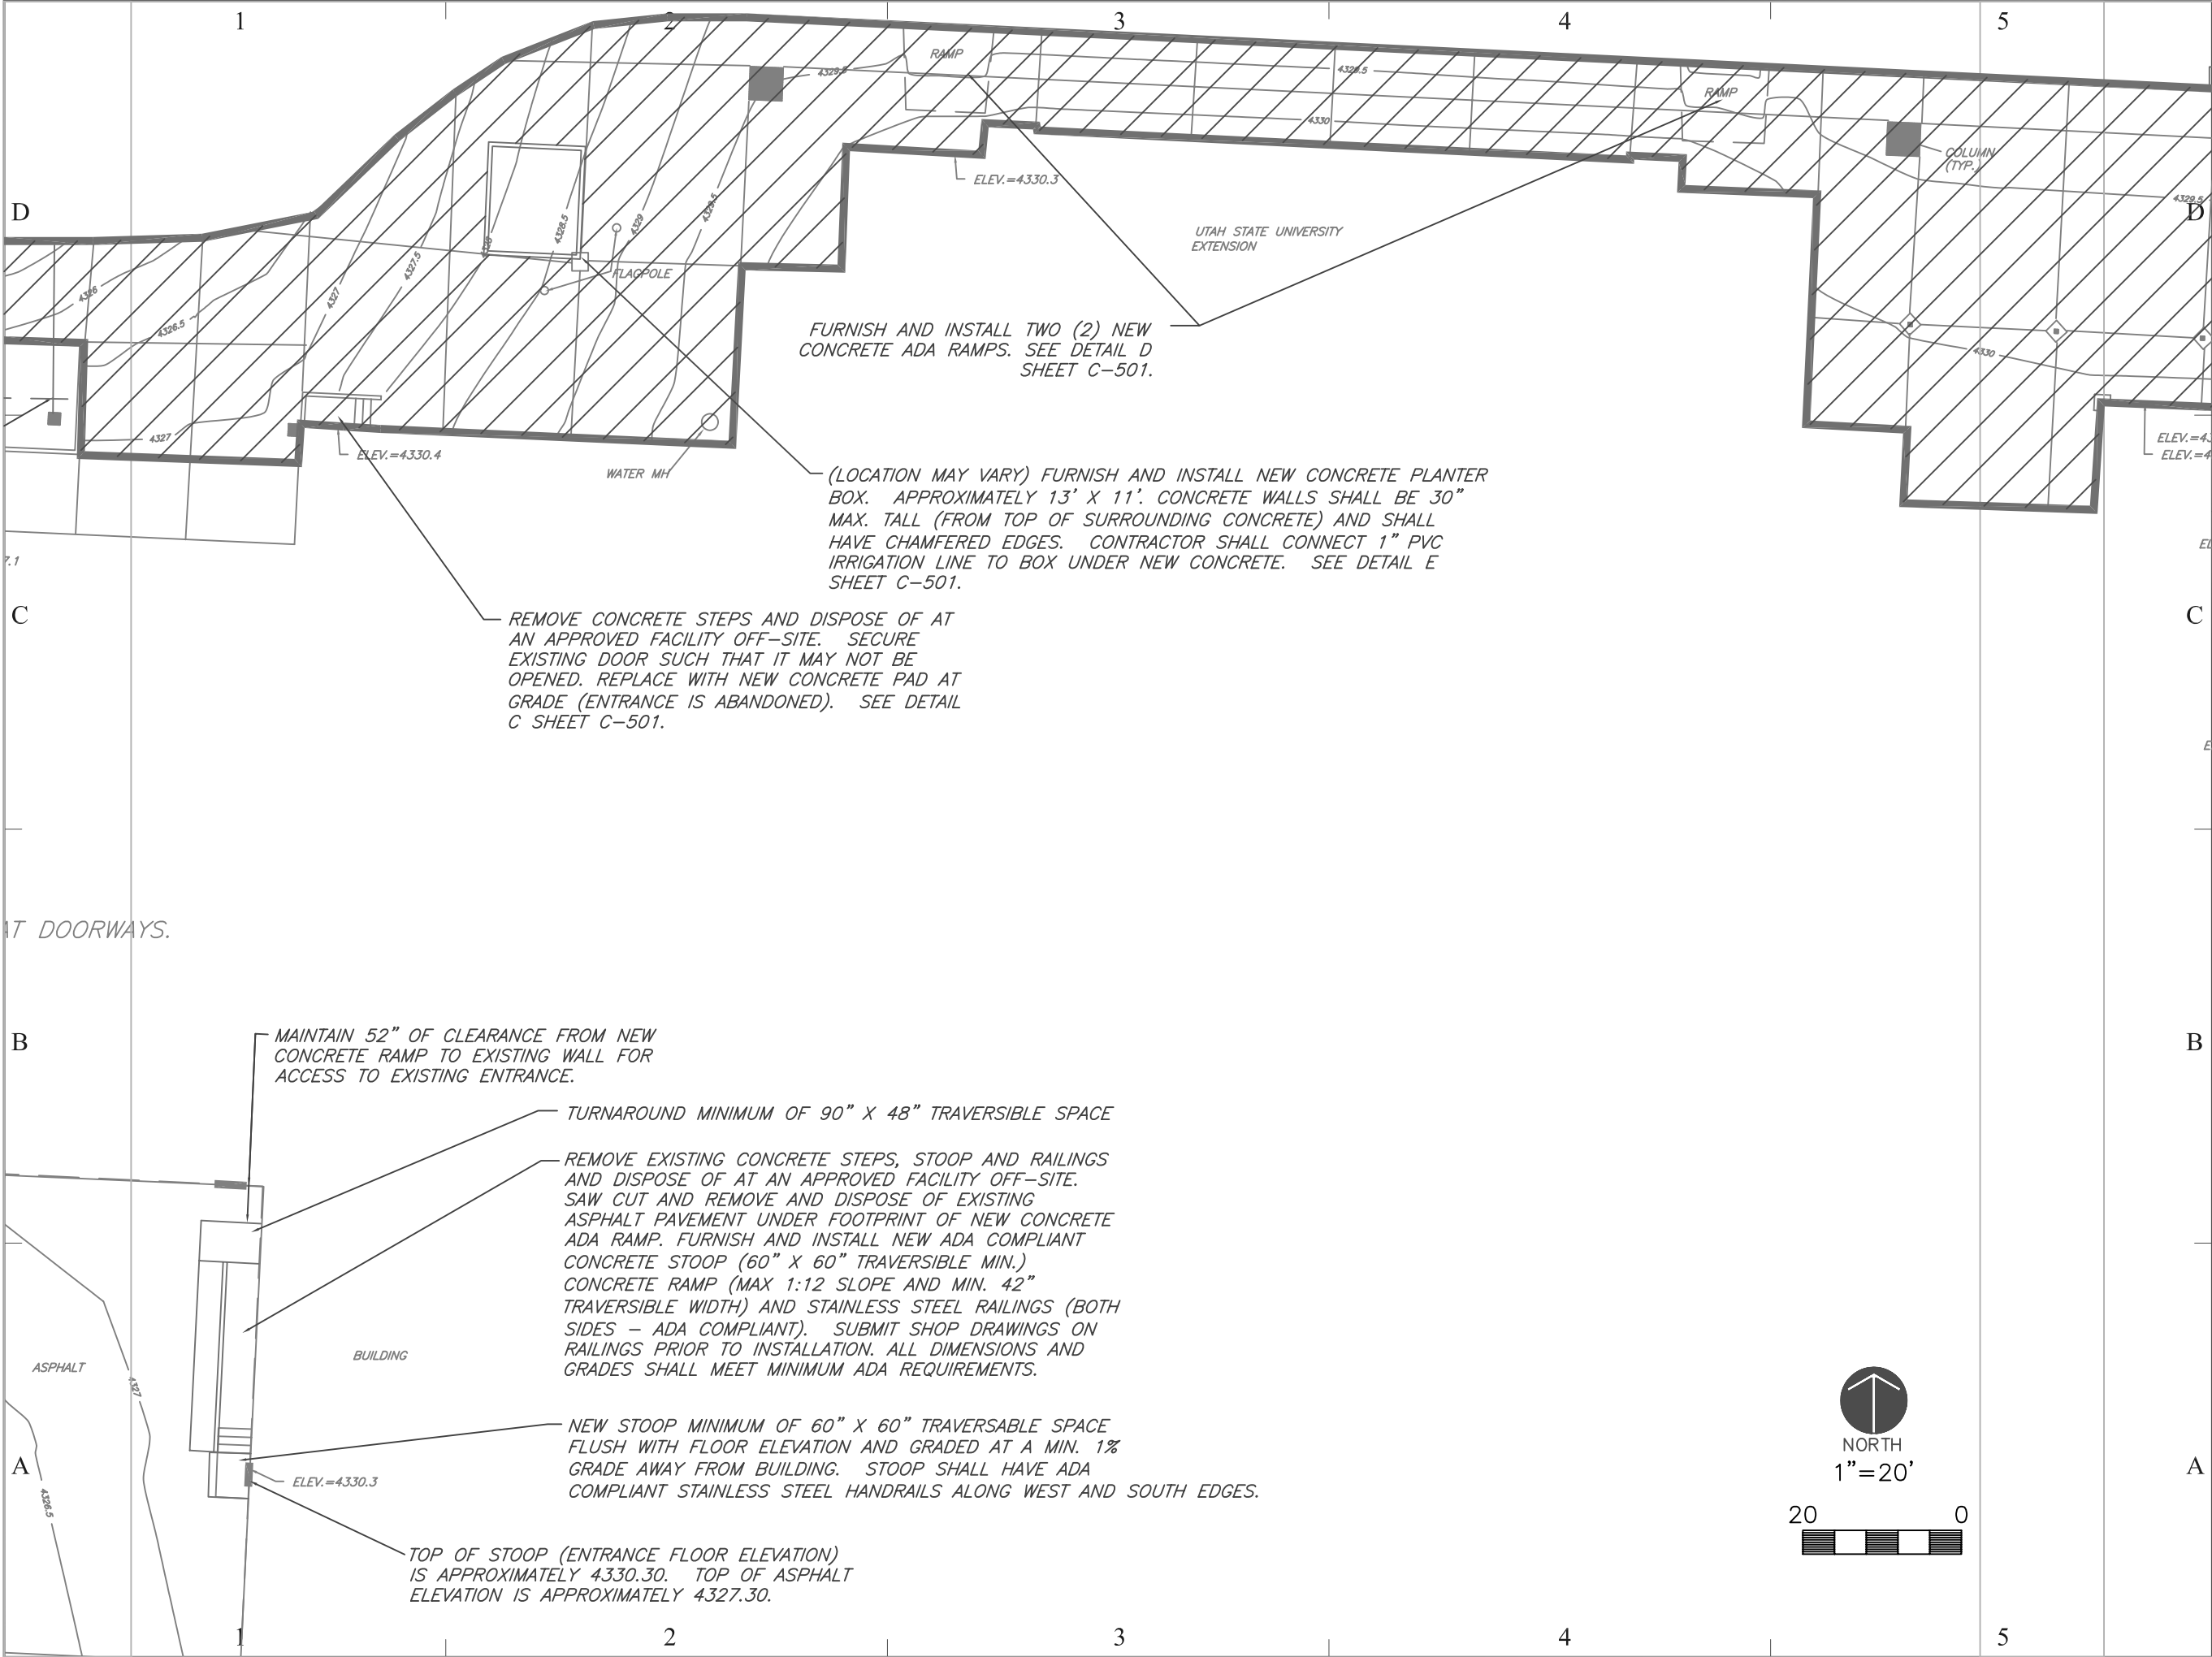 1 2 3 4 5
RAMP
4329.5
4329.5
RAMP
4330
COLUMN
(TYP.)
ELEV.=4330.3
D
D
4329.5
4329.5
4329
4328.5
4327.5
4327
4326
4326.5
FLAGPOLE
UTAH STATE UNIVERSITY
EXTENSION
4330
FURNISH AND INSTALL TWO (2) NEW
CONCRETE ADA RAMPS. SEE DETAIL D
SHEET C-501.
4327
ELEV.=4330.4
WATER MH
ELEV.=43
ELEV.=4
(LOCATION MAY VARY) FURNISH AND INSTALL NEW CONCRETE PLANTER
BOX. APPROXIMATELY 13' X 11'. CONCRETE WALLS SHALL BE 30"
MAX. TALL (FROM TOP OF SURROUNDING CONCRETE) AND SHALL
HAVE CHAMFERED EDGES. CONTRACTOR SHALL CONNECT 1" PVC
IRRIGATION LINE TO BOX UNDER NEW CONCRETE. SEE DETAIL E
SHEET C-501.
7.1
EL
C
C
REMOVE CONCRETE STEPS AND DISPOSE OF AT
AN APPROVED FACILITY OFF-SITE. SECURE
EXISTING DOOR SUCH THAT IT MAY NOT BE
OPENED. REPLACE WITH NEW CONCRETE PAD AT
GRADE (ENTRANCE IS ABANDONED). SEE DETAIL
C SHEET C-501.
E
AT DOORWAYS.
B
B
MAINTAIN 52" OF CLEARANCE FROM NEW
CONCRETE RAMP TO EXISTING WALL FOR
ACCESS TO EXISTING ENTRANCE.
TURNAROUND MINIMUM OF 90" X 48" TRAVERSIBLE SPACE
REMOVE EXISTING CONCRETE STEPS, STOOP AND RAILINGS
AND DISPOSE OF AT AN APPROVED FACILITY OFF-SITE.
SAW CUT AND REMOVE AND DISPOSE OF EXISTING
ASPHALT PAVEMENT UNDER FOOTPRINT OF NEW CONCRETE
ADA RAMP. FURNISH AND INSTALL NEW ADA COMPLIANT
CONCRETE STOOP (60" X 60" TRAVERSIBLE MIN.)
CONCRETE RAMP (MAX 1:12 SLOPE AND MIN. 42"
TRAVERSIBLE WIDTH) AND STAINLESS STEEL RAILINGS (BOTH
SIDES - ADA COMPLIANT). SUBMIT SHOP DRAWINGS ON
RAILINGS PRIOR TO INSTALLATION. ALL DIMENSIONS AND
GRADES SHALL MEET MINIMUM ADA REQUIREMENTS.
ASPHALT
BUILDING
4327
4326.5
NEW STOOP MINIMUM OF 60" X 60" TRAVERSABLE SPACE
FLUSH WITH FLOOR ELEVATION AND GRADED AT A MIN. 1%
GRADE AWAY FROM BUILDING. STOOP SHALL HAVE ADA
COMPLIANT STAINLESS STEEL HANDRAILS ALONG WEST AND SOUTH EDGES.
ELEV.=4330.3
A
A
NORTH
1"=20'
20 0
TOP OF STOOP (ENTRANCE FLOOR ELEVATION)
IS APPROXIMATELY 4330.30. TOP OF ASPHALT
ELEVATION IS APPROXIMATELY 4327.30.
1 2 3 4 5